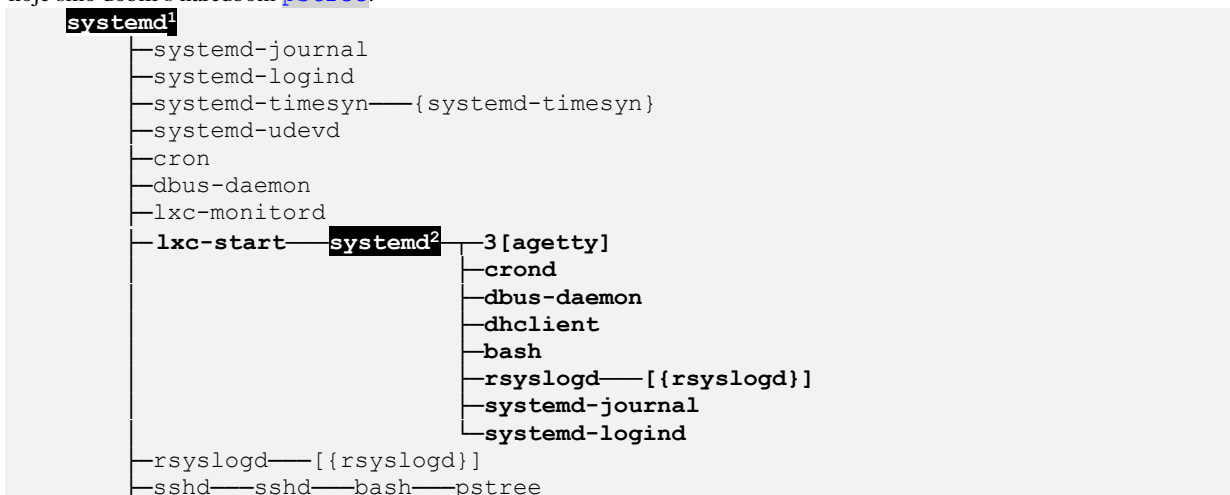 systemd¹
├─systemd-journal
├─systemd-logind
├─systemd-timesyn───{systemd-timesyn}
├─systemd-udevd
├─cron
├─dbus-daemon
├─lxc-monitord
├─lxc-start───systemd²─┬─3[agetty]
│ ├─crond
│ ├─dbus-daemon
│ ├─dhclient
│ ├─bash
│ ├─rsyslogd───[{rsyslogd}]
│ ├─systemd-journal
│ └─systemd-logind
├─rsyslogd───[{rsyslogd}]
├─sshd───sshd───bash───pstree